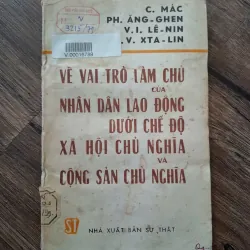 C. MÁC
PH. ĂNG-GHEN
V. I. LÊ-NIN
V. XTA-LIN
VỀ VAI TRÒ LÀM CHỦ
CỦA
NHÂN DÂN LAO ĐỘNG
DƯỚI CHẾ ĐỘ
XÃ HỘI CHỦ NGHĨA
VÀ
CỘNG SẢN CHỦ NGHĨA
ST
NHÀ XUẤT BẢN SỰ THẬT